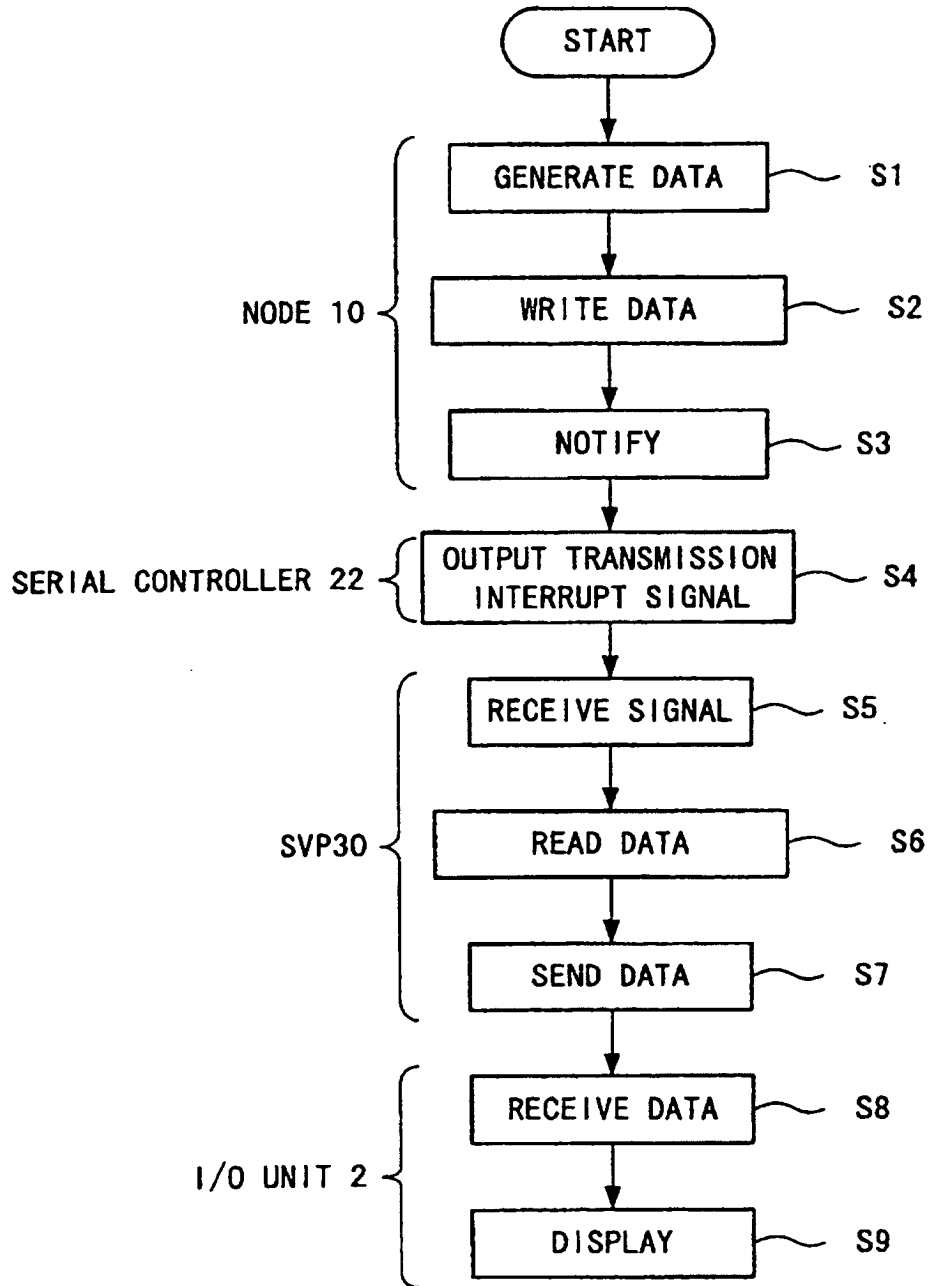 START
GENERATE DATA
S1
NODE 10
WRITE DATA
S2
NOTIFY
S3
SERIAL CONTROLLER 22
OUTPUT TRANSMISSION
INTERRUPT SIGNAL
S4
RECEIVE SIGNAL
S5
SVP30
READ DATA
S6
SEND DATA
S7
RECEIVE DATA
S8
I/O UNIT 2
DISPLAY
S9